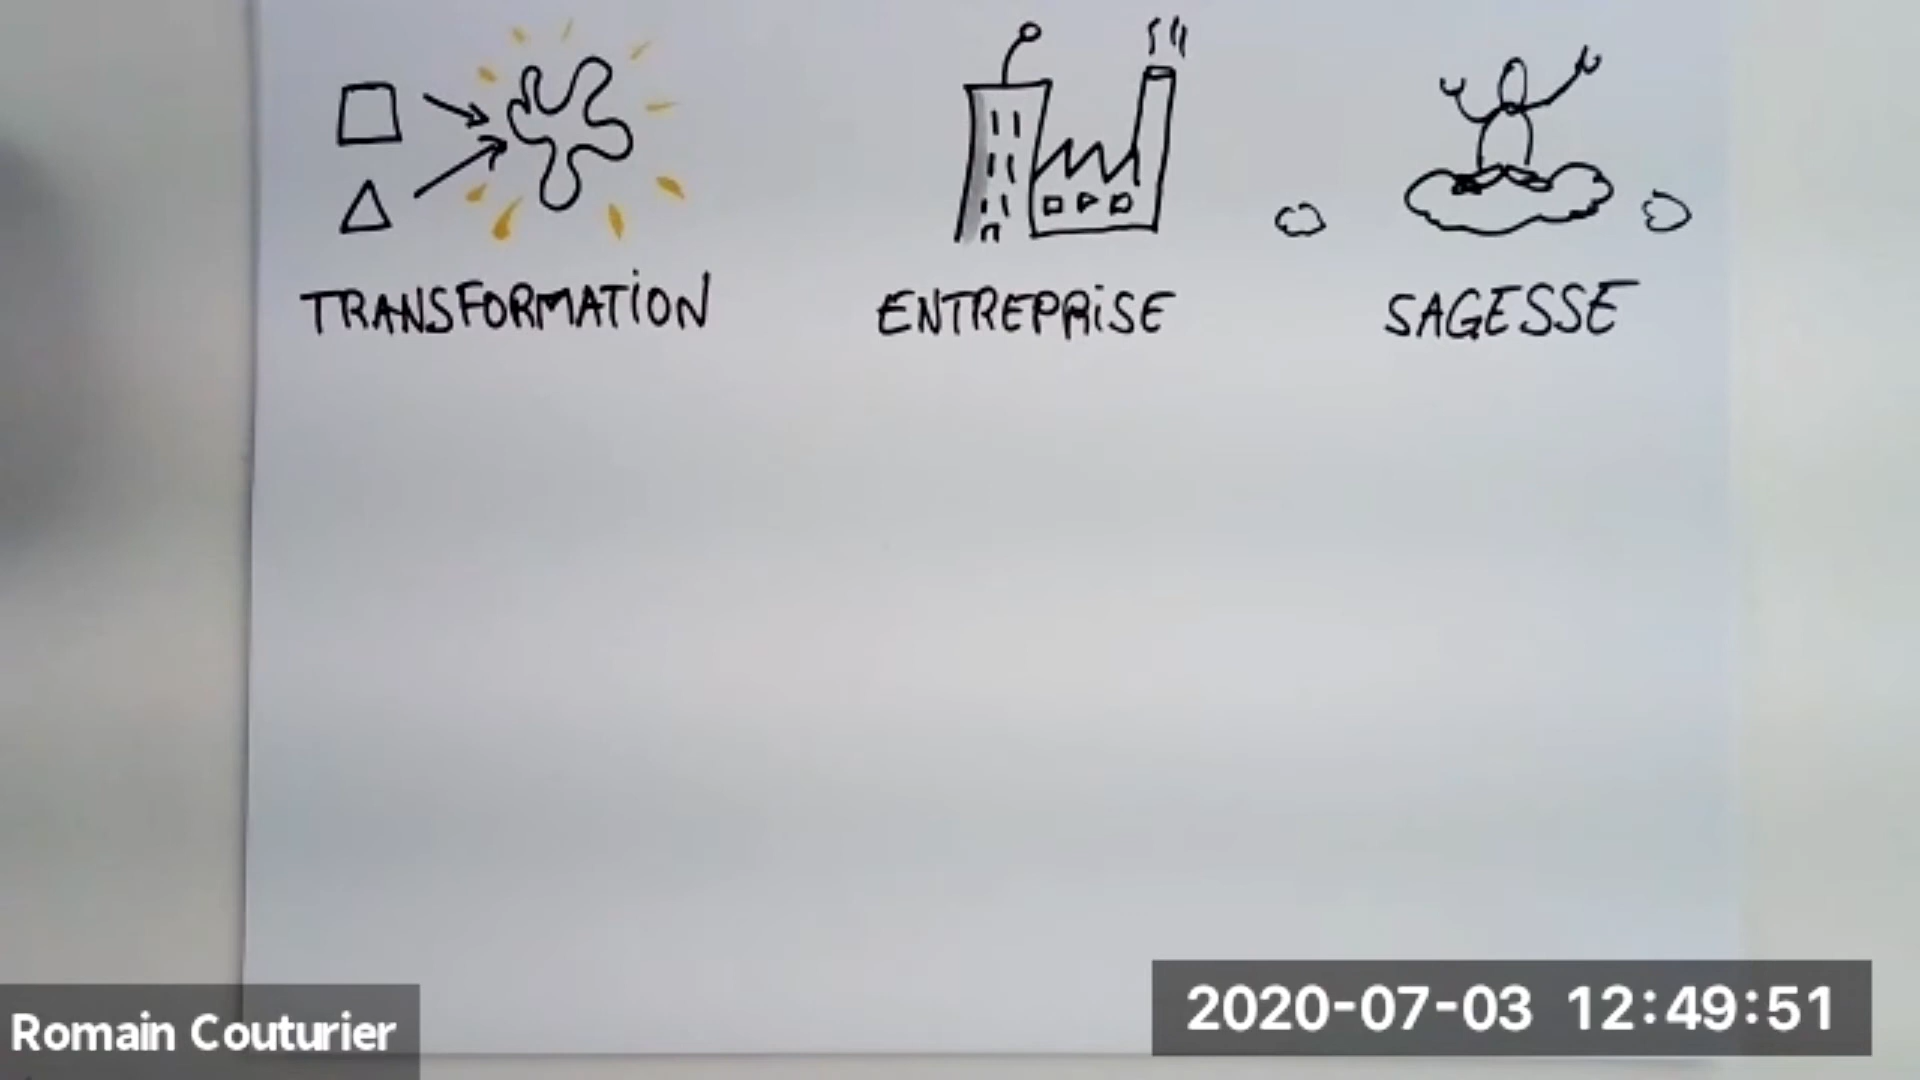 TRANSFORMATION
ENTREPRISE
SAGESSE
Romain Couturier
2020-07-03 12:49:51